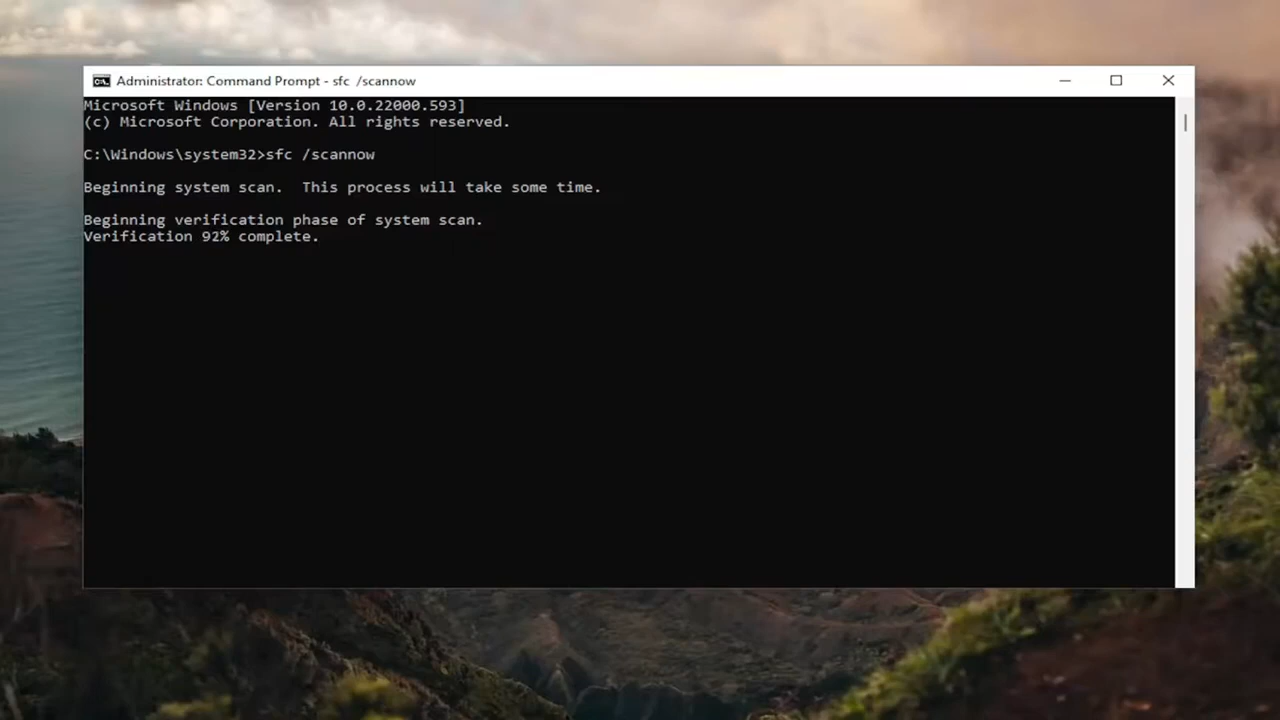 Administrator: Command Prompt - sfc  /scannow
Microsoft Windows [Version 10.0.22000.593]
(c) Microsoft Corporation. All rights reserved.
C:\Windows\system32>sfc /scannow
Beginning system scan.  This process will take some time.
Beginning verification phase of system scan.
Verification 92% complete.